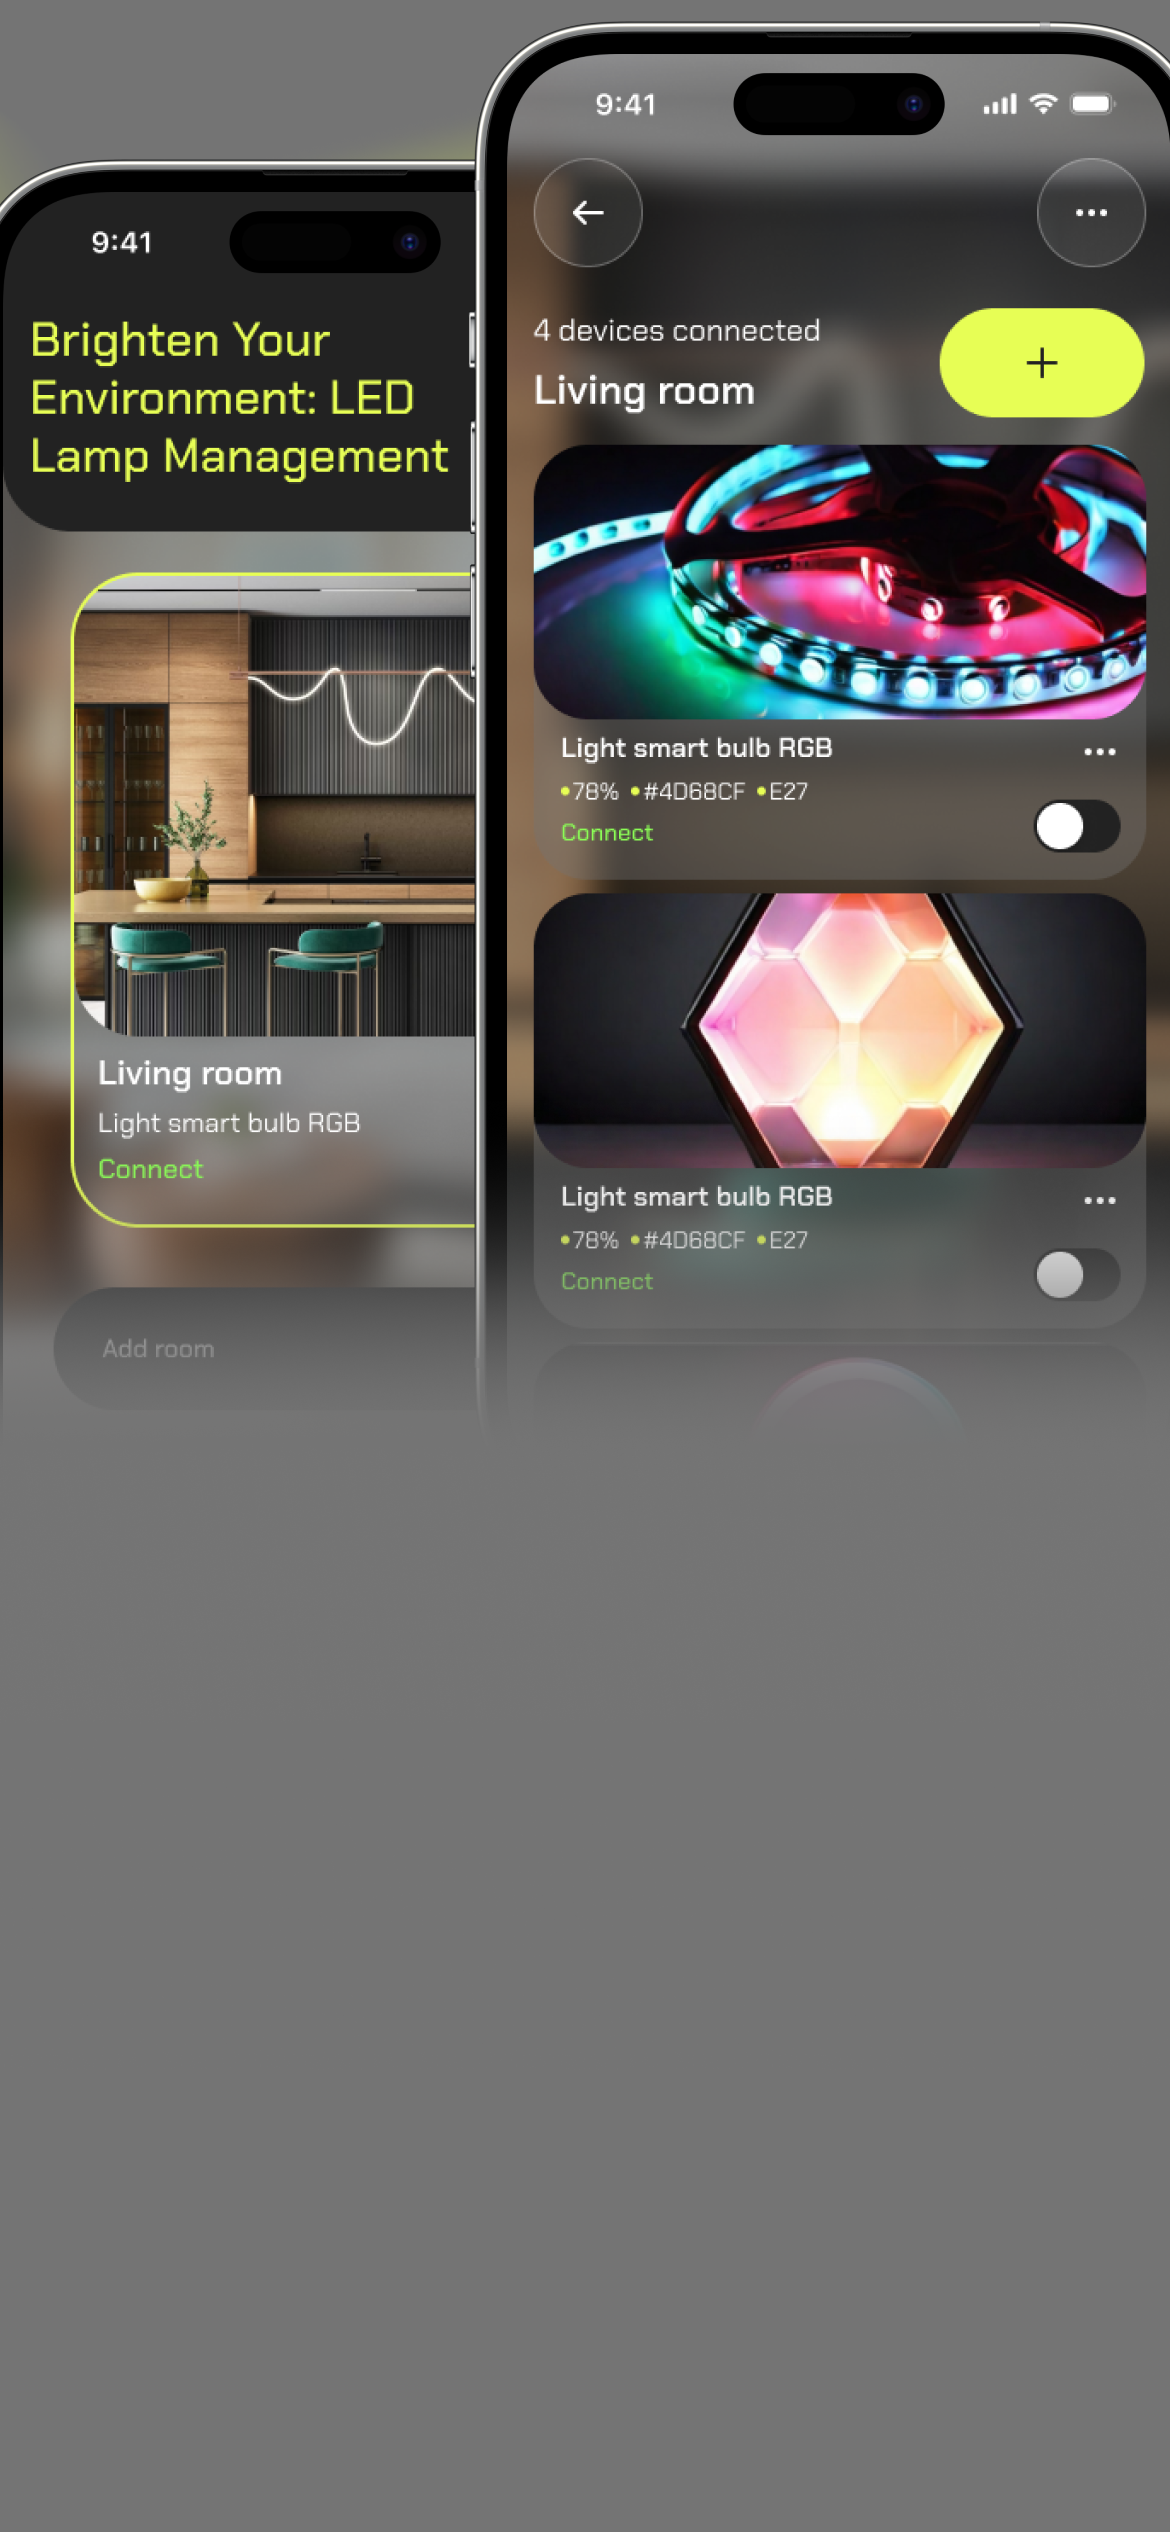 9:41
Brighten Your
Environment: LED
Lamp Management
Living room
Light smart bulb RGB
Connect
Add room
9:41
4 devices connected
Living room
+
Light smart bulb RGB
•78% •#4D68CF •E27
Connect
Light smart bulb RGB
•78% •#4D68CF •E27
Connect